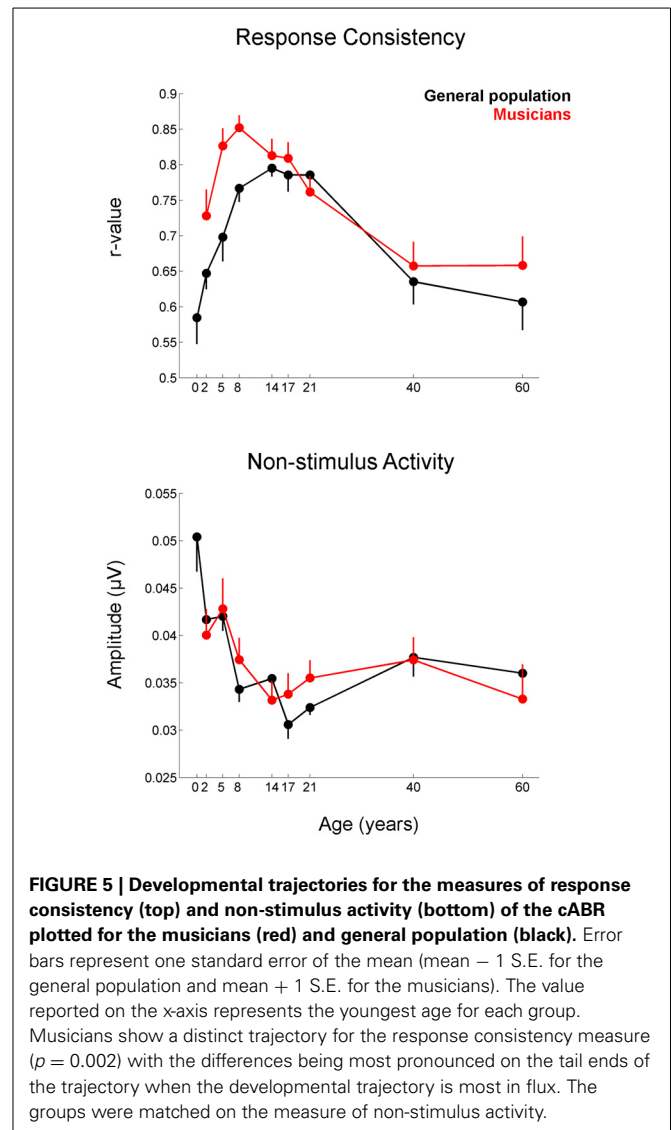 Response Consistency
General population
Musicians
0.9
0.85
0.8
0.75
0.7
0.65
0.6
0.55
0.5
r-value
0 2 5 8 14 17 21 40 60
Non-stimulus Activity
0.055
0.05
0.045
0.04
0.035
0.03
0.025
Amplitude (µV)
0 2 5 8 14 17 21 40 60
Age (years)
FIGURE 5 | Developmental trajectories for the measures of response
consistency (top) and non-stimulus activity (bottom) of the cABR
plotted for the musicians (red) and general population (black). Error
bars represent one standard error of the mean (mean − 1 S.E. for the
general population and mean + 1 S.E. for the musicians). The value
reported on the x-axis represents the youngest age for each group.
Musicians show a distinct trajectory for the response consistency measure
(p = 0.002) with the differences being most pronounced on the tail ends of
the trajectory when the developmental trajectory is most in flux. The
groups were matched on the measure of non-stimulus activity.